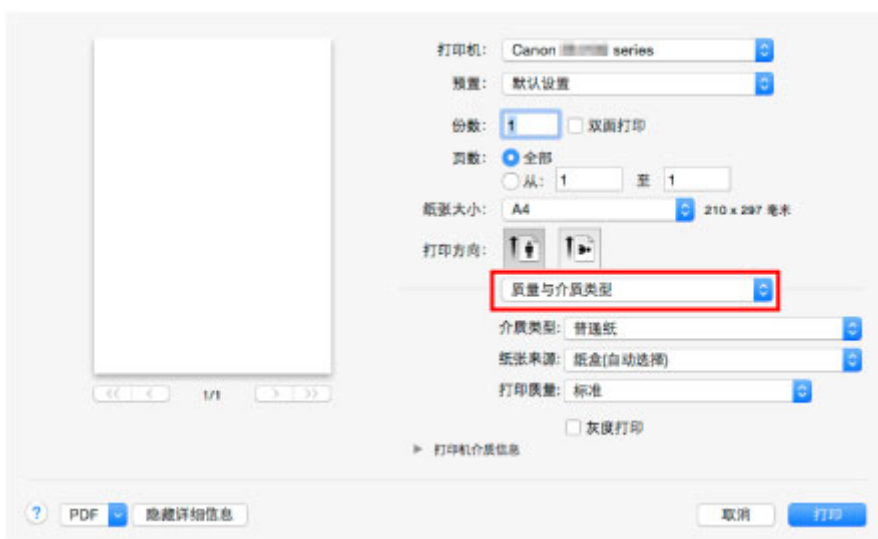 打印机: Canon series
预置: 默认设置
份数: 1 双面打印
页数: 全部
从: 1 至 1
纸张大小: A4 210 x 297 毫米
打印方向:
质量与介质类型
介质类型: 普通纸
纸张来源: 纸盒(自动选择)
打印质量: 标准
灰度打印
打印机介质信息
1/1
? PDF 隐藏详细信息 取消 打印